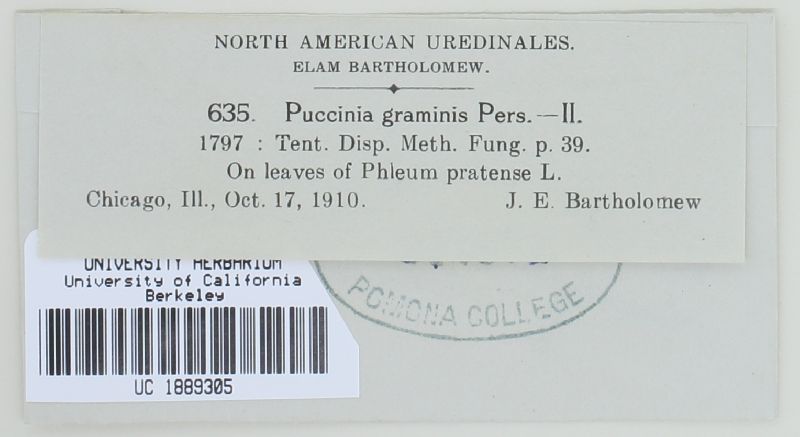 NORTH AMERICAN UREDINALES.
ELAM BARTHOLOMEW.
635. Puccinia graminis Pers.—II.
1797 : Tent. Disp. Meth. Fung. p. 39.
On leaves of Phleum pratense L.
Chicago, Ill., Oct. 17, 1910. J. E. Bartholomew
UNIVERSITY HERBARIUM
University of California
Berkeley
UC 1889305
POMONA COLLEGE